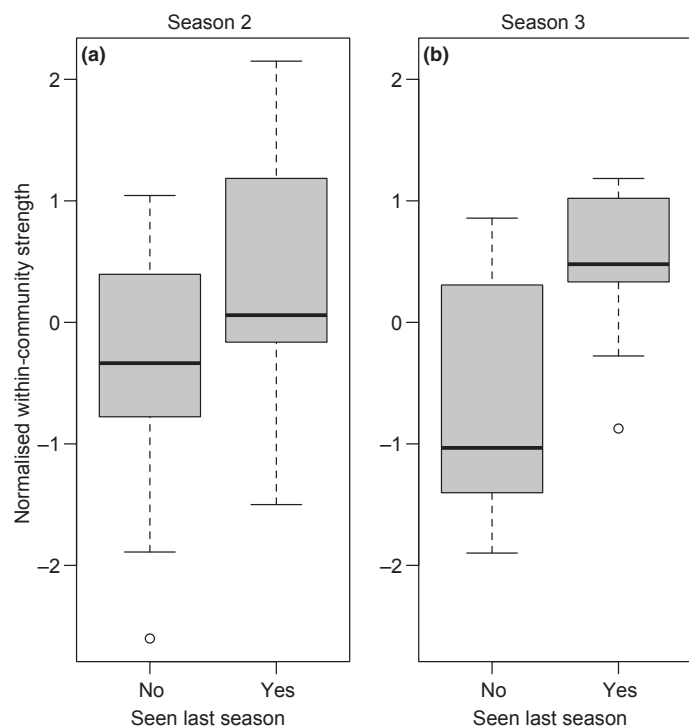 Season 2
Season 3
(a)
(b)
Normalised within-community strength
2
1
0
–1
–2
2
1
0
–1
–2
No
Yes
No
Yes
Seen last season
Seen last season